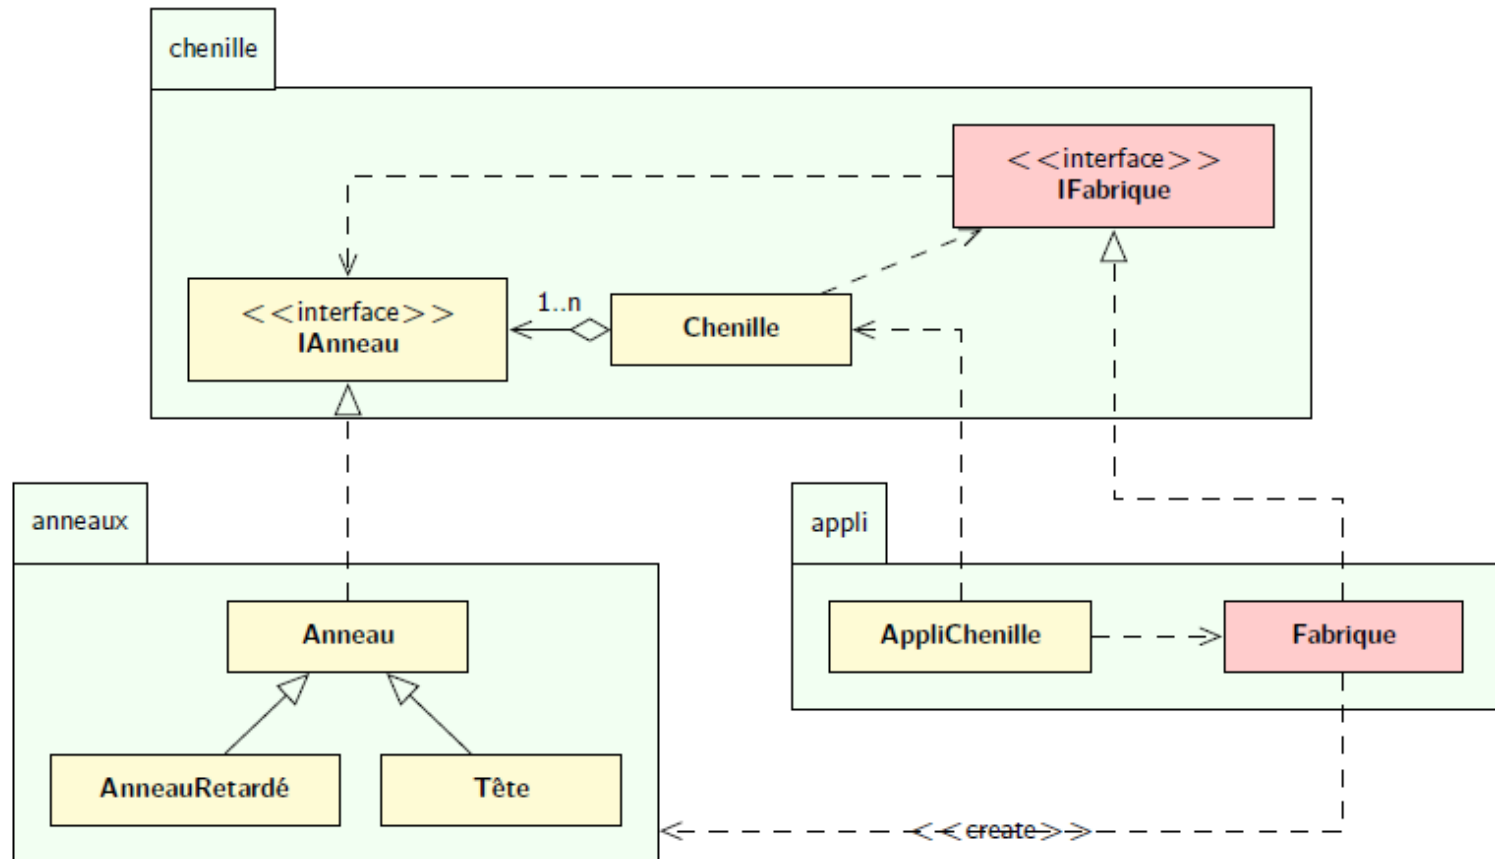 chenille
<<interface>>
IFabrique
<<interface>>
IAnneau
1..n
Chenille
anneaux
appli
Anneau
AppliChenille
Fabrique
AnneauRetardé
Tête
<<create>>